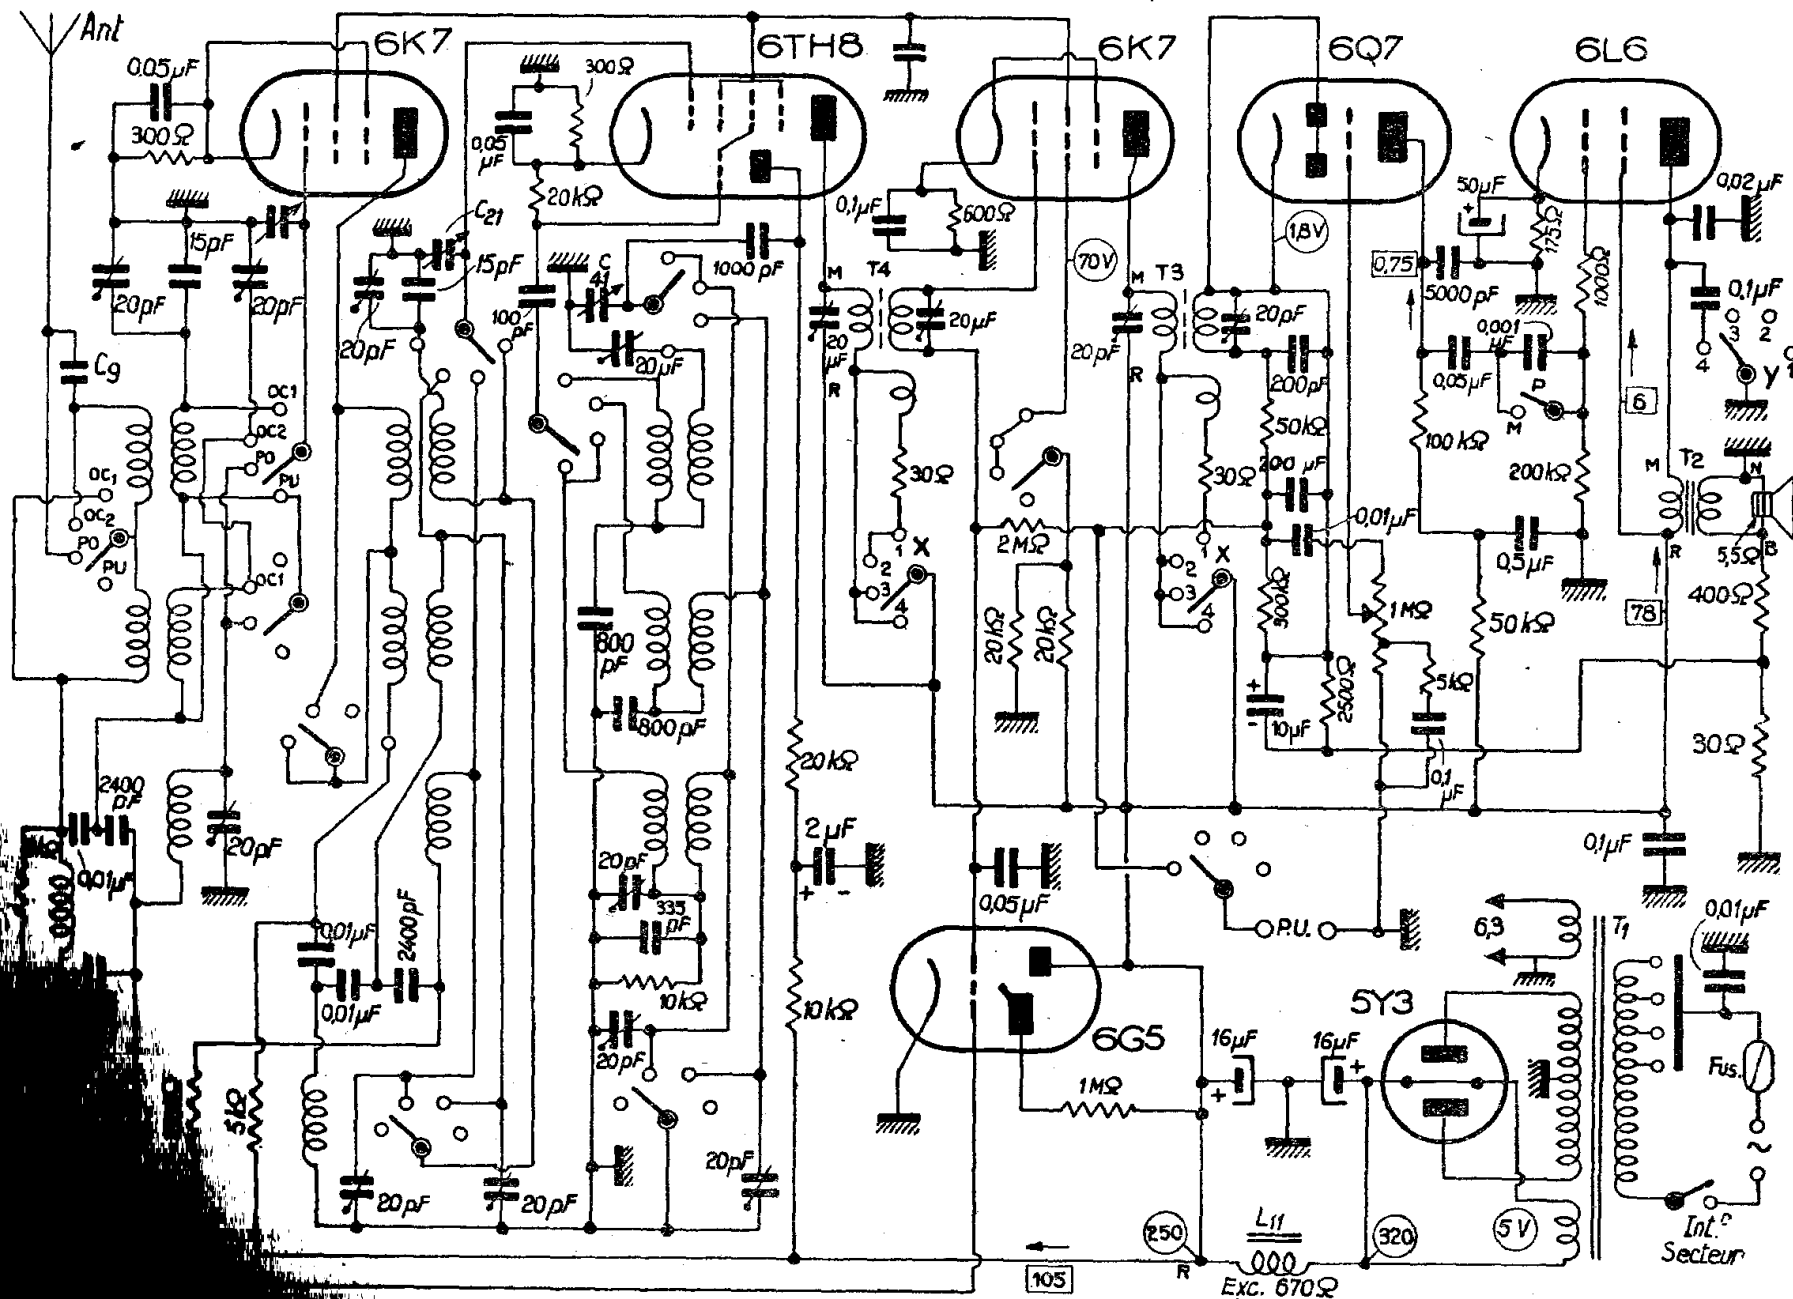 Ant
6K7
6TH8
6K7
6Q7
6L6
0.05µF
300Ω
300Ω
0,05 µF
20kΩ
C21
15pF
15pF
20pF
20pF
20pF
1000pF
C 41
100 pF
20µF
0,1µF
600Ω
70V
1,8V
0,75
50µF
175Ω
5000pF
1000Ω
0,02µF
0,1µF
M
T4
20µF
20 µF
R
M
T3
20pF
20pF
R
200pF
50kΩ
200 µF
0,01µF
0,05µF
0,001 µF
P
M
100kΩ
200kΩ
6
3
2
4
Y
1
C9
OC1
OC2
PO
PU
OC1
OC2
PO
PU
OC1
30Ω
1
X
2
3
4
2MΩ
30Ω
1
X
2
3
4
M
T2
N
R
B
5,5Ω
0,5µF
400Ω
78
300kΩ
1MΩ
50kΩ
20kΩ
20kΩ
5kΩ
2500Ω
10µF
0,1 µF
30Ω
800 pF
800pF
20kΩ
2µF
+ -
2400 pF
0,01µF
20pF
20pF
335 pF
10kΩ
20pF
0,05µF
P.U.
0,1µF
6,3
T1
0,01µF
0,01µF
2400pF
0,01µF
10kΩ
6G5
5Y3
16µF
16µF
1MΩ
Fus.
~
5kΩ
20pF
20pF
20pF
250
L11
320
5V
Int.r
Secteur
105
R
Exc. 670Ω